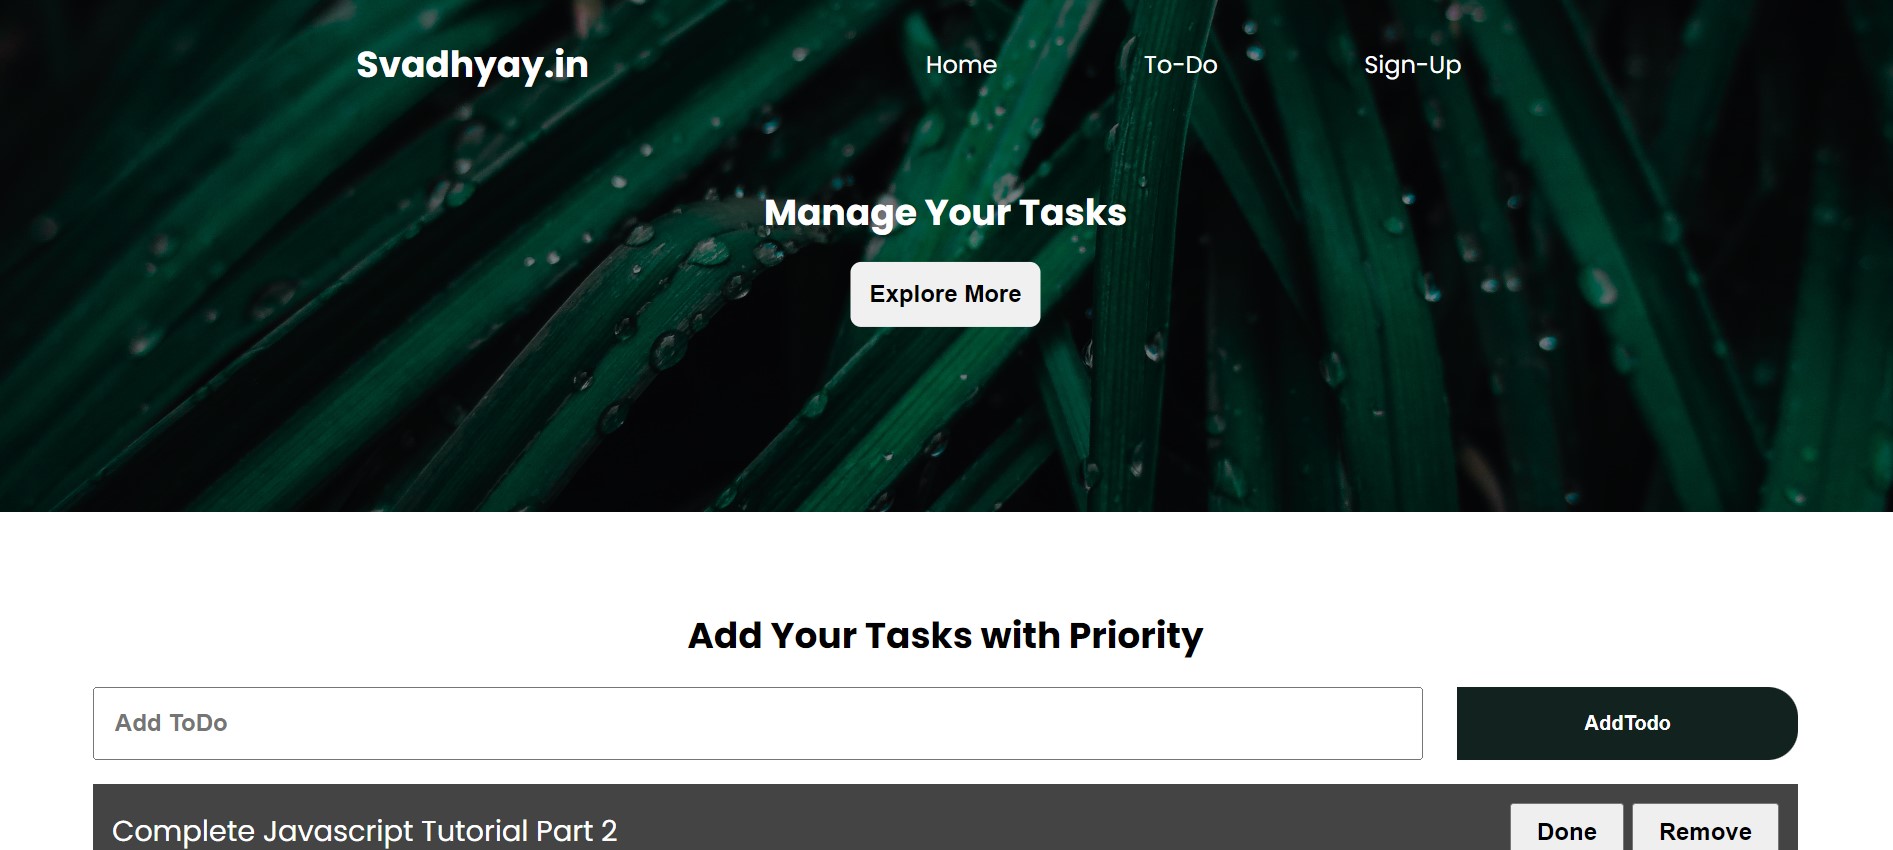 Svadhyay.in Home To-Do Sign-Up
Manage Your Tasks
Explore More
Add Your Tasks with Priority
Add ToDo AddTodo
Complete Javascript Tutorial Part 2 Done Remove